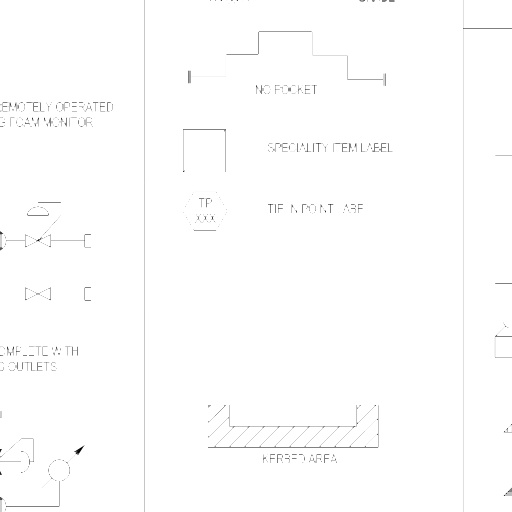 REMOTELY OPERATED
G FOAM MONITOR
NO POCKET
SPECIALITY ITEM LABEL
TP
XXX
TIE IN POINT LABEL
OMPLETE WITH
G OUTLETS
KERBED AREA